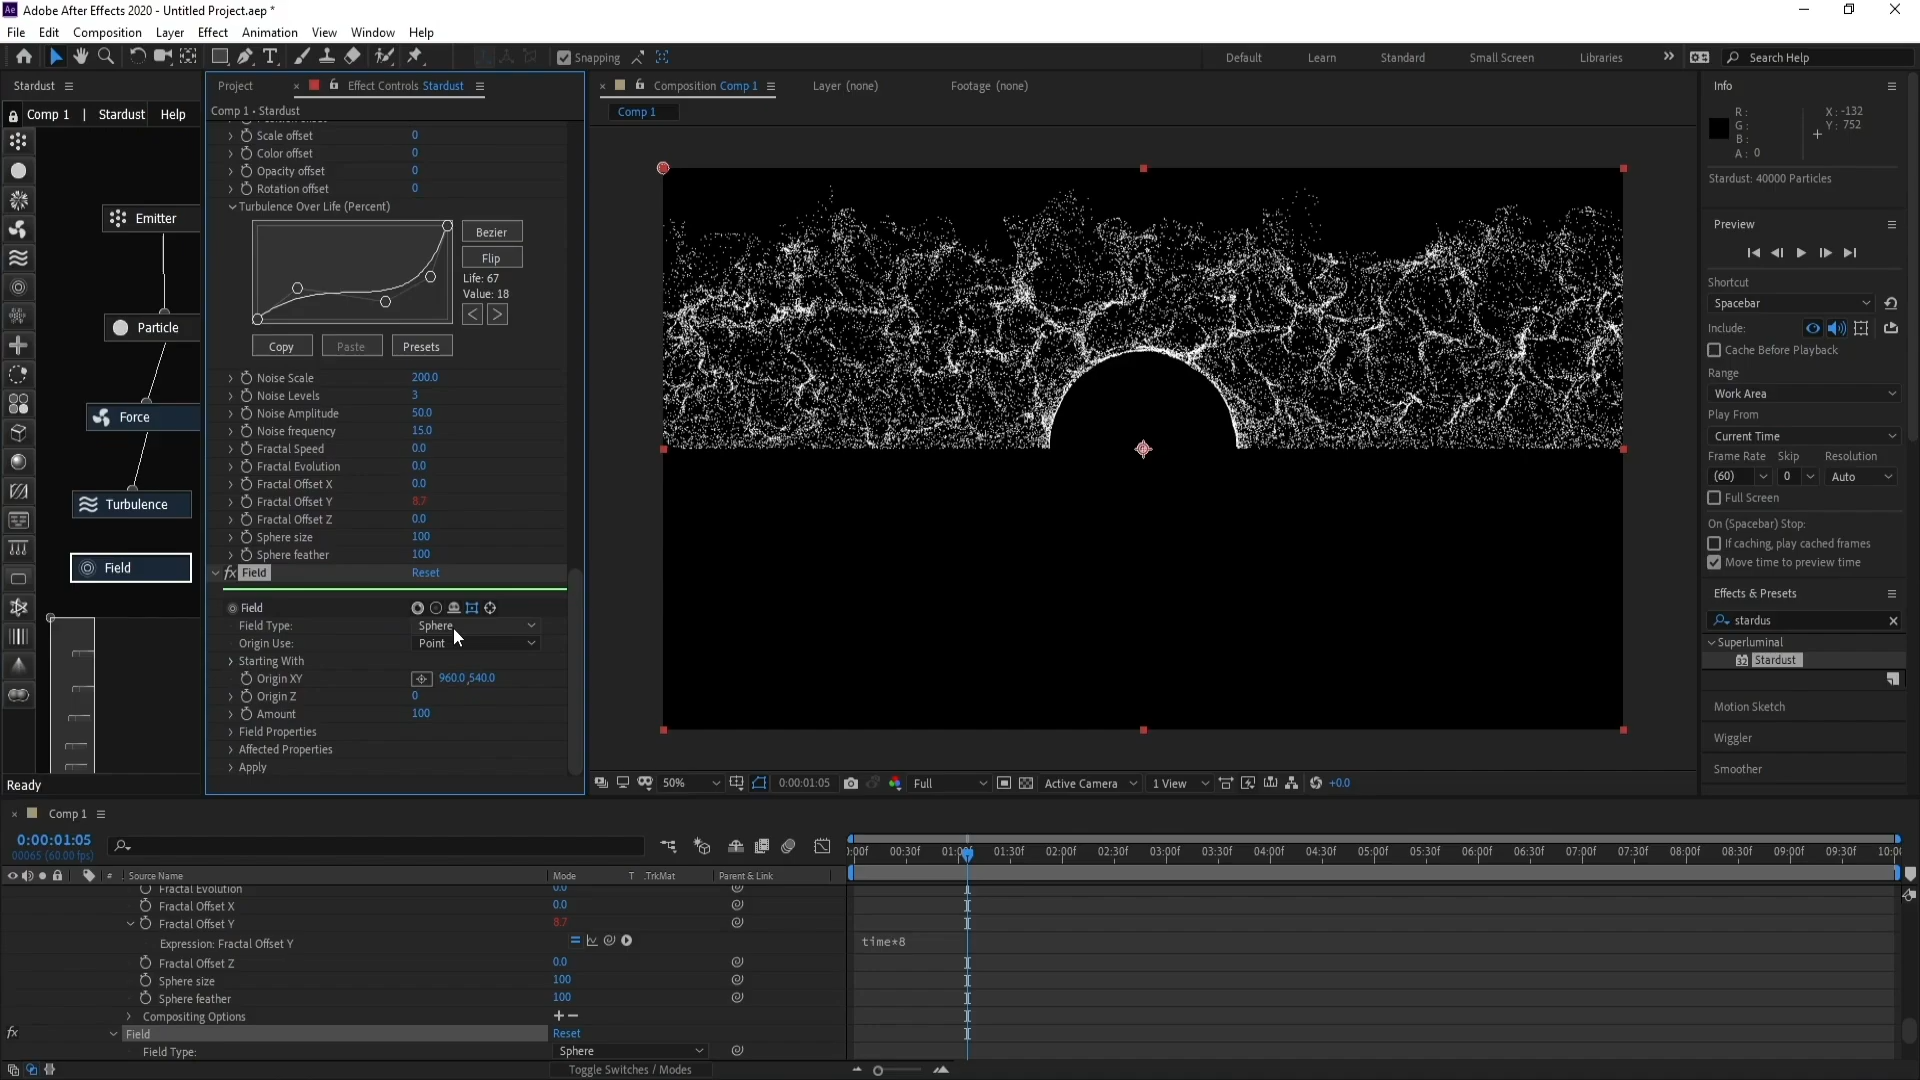 Adobe After Effects 2020 - Untitled Project.aep *
File Edit Composition Layer Effect Animation View Window Help
Snapping
Default Learn Standard Small Screen Libraries Search Help
Stardust
Comp 1 | Stardust Help
Emitter
Particle
Force
Turbulence
Field
Ready
Project Effect Controls Stardust
Comp 1 • Stardust
Scale offset 0
Color offset 0
Opacity offset 0
Rotation offset 0
Turbulence Over Life (Percent)
Bezier
Flip
Life: 67
Value: 18
< >
Copy Paste Presets
Noise Scale 200.0
Noise Levels 3
Noise Amplitude 50.0
Noise frequency 15.0
Fractal Speed 0.0
Fractal Evolution 0.0
Fractal Offset X 0.0
Fractal Offset Y 8.7
Fractal Offset Z 0.0
Sphere size 100
Sphere feather 100
fx Field Reset
Field
Field Type: Sphere
Origin Use: Point
Starting With
Origin XY 960.0,540.0
Origin Z 0
Amount 100
Field Properties
Affected Properties
Apply
Composition Comp 1 Layer (none) Footage (none)
Comp 1
50% 0:00:01:05 Full Active Camera 1 View +0.0
Info
R: X: -132
G: Y: 752
B:
A: 0
Stardust: 40000 Particles
Preview
Shortcut
Spacebar
Include:
Cache Before Playback
Range
Work Area
Play From
Current Time
Frame Rate Skip Resolution
(60) 0 Auto
Full Screen
On (Spacebar) Stop:
If caching, play cached frames
Move time to preview time
Effects & Presets
stardus
Superluminal
32 Stardust
Motion Sketch
Wiggler
Smoother
Comp 1
0:00:01:05
00065 (60.00 fps)
00:30f 01:30f 02:00f 02:30f 03:00f 03:30f 04:00f 04:30f 05:00f 05:30f 06:00f 06:30f 07:00f 07:30f 08:00f 08:30f 09:00f 09:30f
# Source Name Mode T .TrkMat Parent & Link
Fractal Evolution 0.0
Fractal Offset X 0.0
Fractal Offset Y 8.7
Expression: Fractal Offset Y time*8
Fractal Offset Z 0.0
Sphere size 100
Sphere feather 100
Compositing Options + −
fx Field Reset
Field Type: Sphere
Toggle Switches / Modes